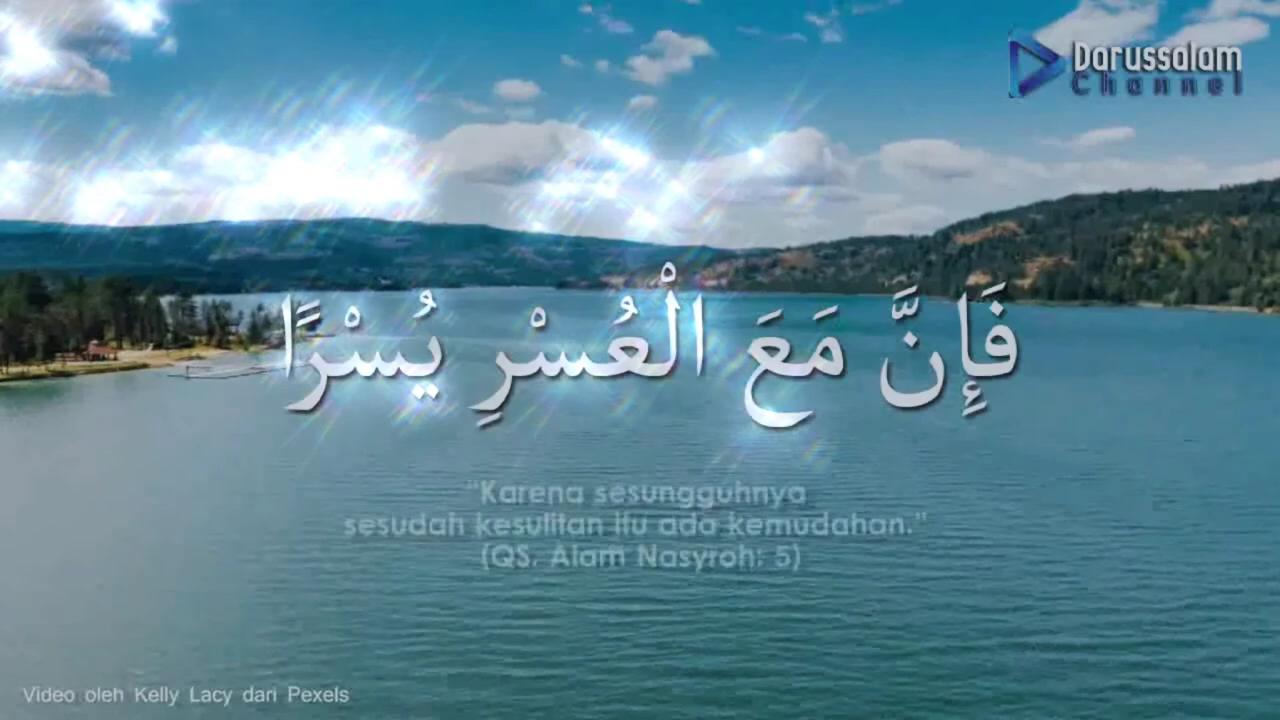 Darussalam
Channel
فَإِنَّ مَعَ الْعُسْرِ يُسْرًا
"Karena sesungguhnya
sesudah kesulitan itu ada kemudahan."
(QS. Alam Nasyroh: 5)
Video oleh Kelly Lacy dari Pexels